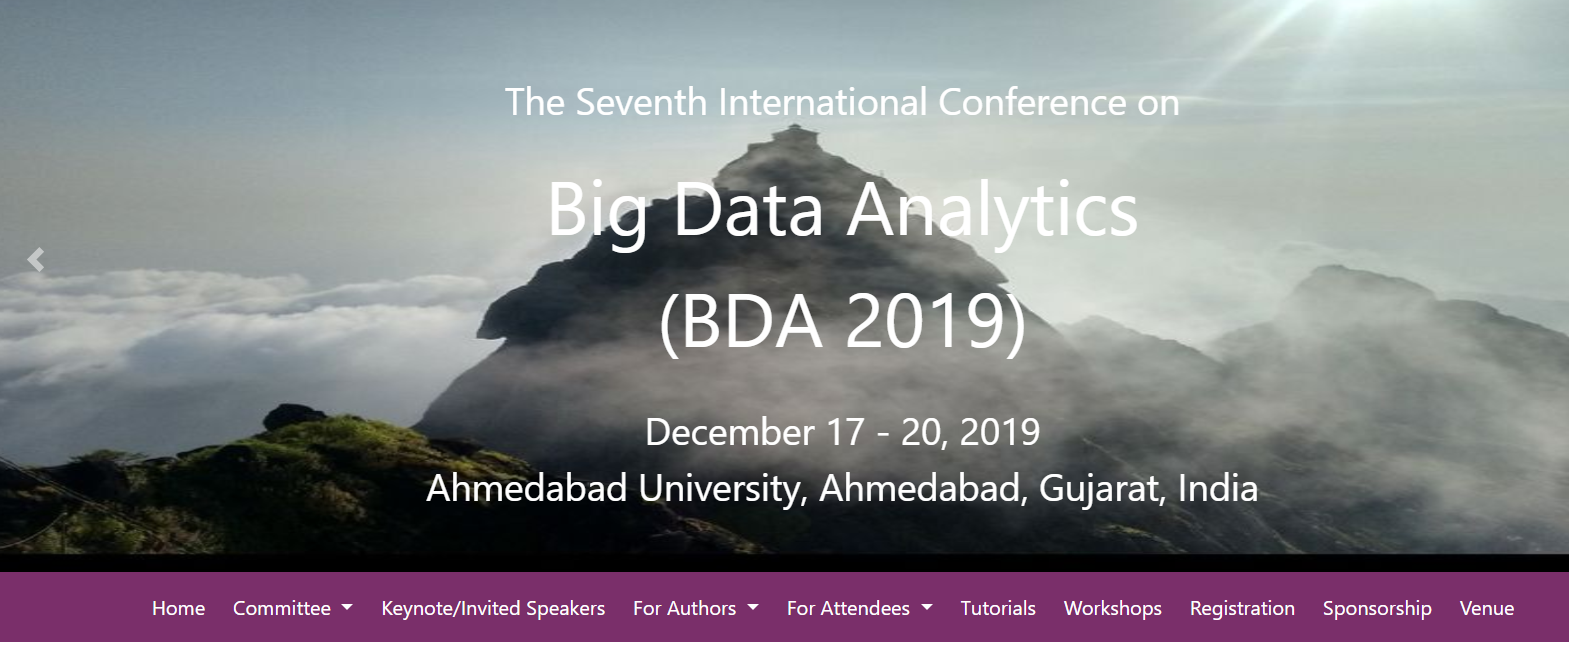 The Seventh International Conference on
Big Data Analytics
(BDA 2019)
December 17 - 20, 2019
Ahmedabad University, Ahmedabad, Gujarat, India
Home Committee Keynote/Invited Speakers For Authors For Attendees Tutorials Workshops Registration Sponsorship Venue